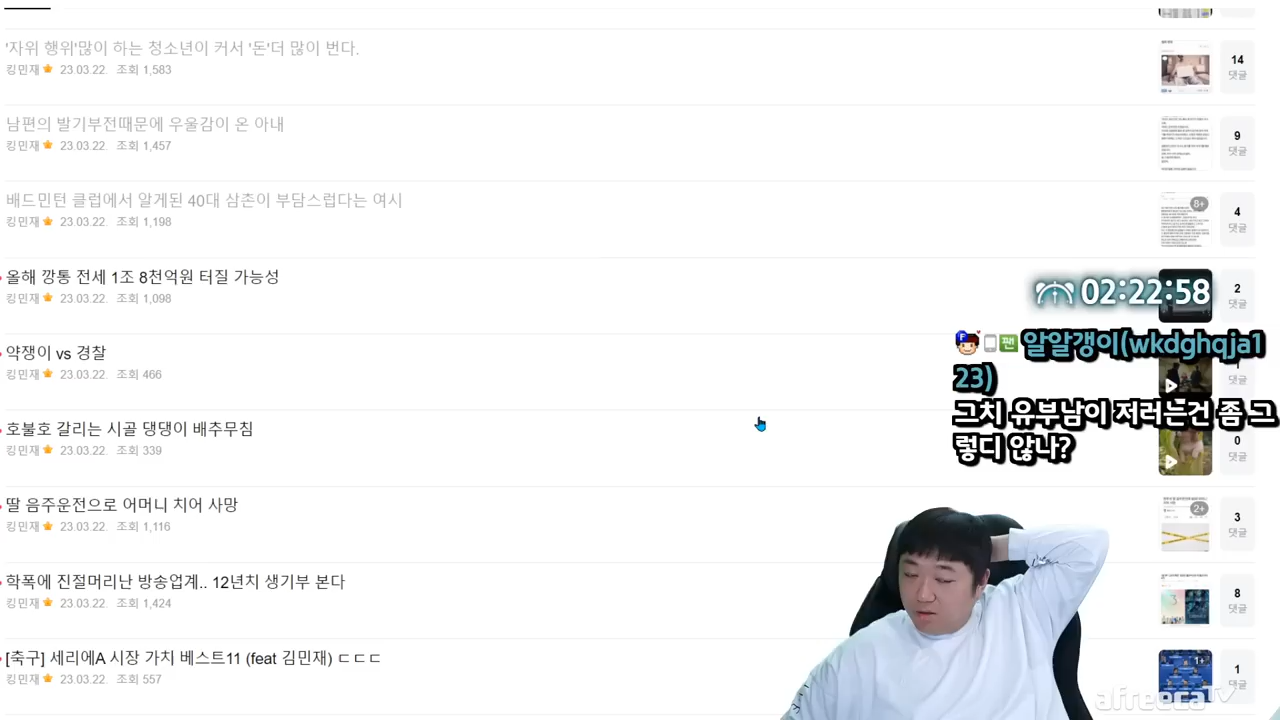 '자위 행위'많이 하는 청소년이 커서 '돈'더 많이 번다.
킹민재 23.03.22. 조회 1,583
14
댓글
남편의 발기부전때문에 우울감이 온 아내
킹민재 23.03.22. 조회 1,457
9
댓글
배드민턴 클럽에서 알게된 40대 삼촌이 부담스럽다는 여시
킹민재 23.03.22. 조회 1,198
8+
4
댓글
올해 깡통 전세 1조 8천억원 터질 가능성
킹민재 23.03.22. 조회 1,098
2
댓글
02:22:58
약쟁이 vs 경찰
킹민재 23.03.22. 조회 466
댓글
F 팬 알알갱이(wkdghqja1
23)
그치 유부남이 저러는건 좀 그
렇디 않나?
호불호 갈리는 시골 댕댕이 배추무침
킹민재 23.03.22. 조회 339
0
댓글
딸 음주운전으로 어머니 치어 사망
킹민재 23.03.22. 조회 1,116
2+
3
댓글
학폭에 진절머리난 방송업계.. 12년치 생기부 본다
킹민재 23.03.22. 조회 1,424
8
댓글
[축구] 세리에A 시장 가치 베스트11 (feat 김민재) ㄷㄷㄷ
킹민재 23.03.22. 조회 557
1+
1
댓글
afreecaTV